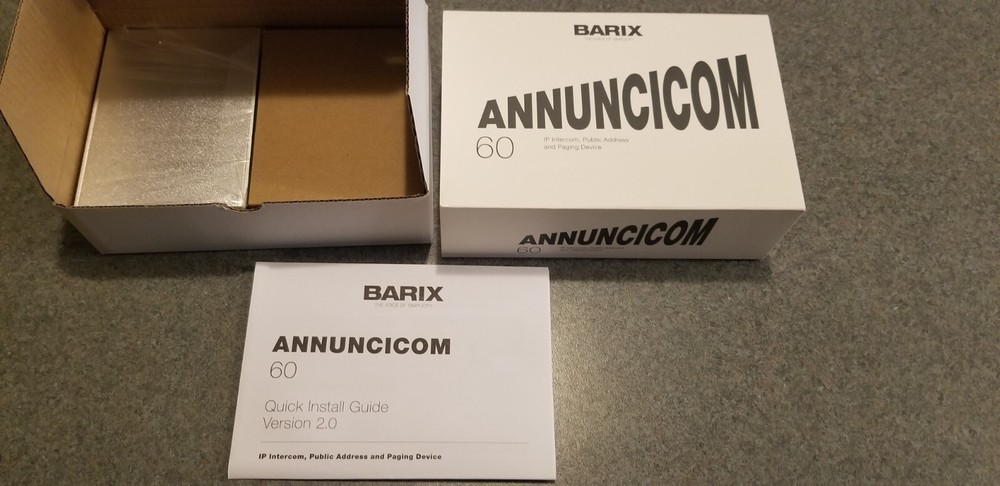 BARIX
ANNUNCICOM
60
IP Intercom, Public Address
and Paging Device
ANNUNCICOM
60
BARIX
ANNUNCICOM
60
Quick Install Guide
Version 2.0
IP Intercom, Public Address and Paging Device